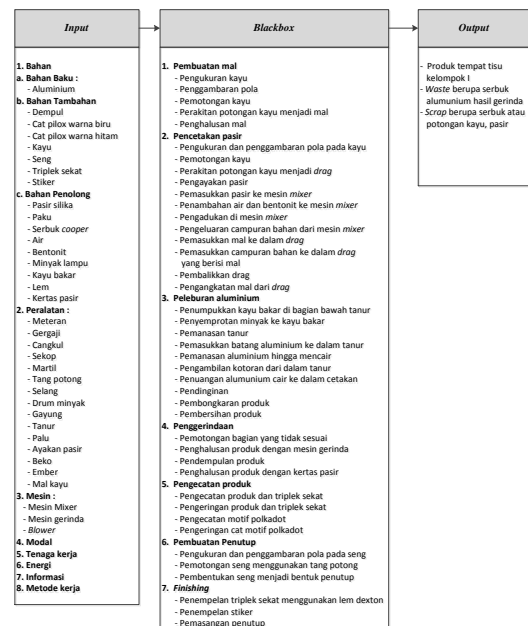 Input
1. Bahan
a. Bahan Baku :
- Aluminium
b. Bahan Tambahan
- Dempul
- Cat pilox warna biru
- Cat pilox warna hitam
- Kayu
- Seng
- Triplek sekat
- Stiker
c. Bahan Penolong
- Pasir silika
- Paku
- Serbuk cooper
- Air
- Bentonit
- Minyak lampu
- Kayu bakar
- Lem
- Kertas pasir
2. Peralatan :
- Meteran
- Gergaji
- Cangkul
- Sekop
- Martil
- Tang potong
- Selang
- Drum minyak
- Gayung
- Tanur
- Palu
- Ayakan pasir
- Beko
- Ember
- Mal kayu
3. Mesin :
- Mesin Mixer
- Mesin gerinda
- Blower
4. Modal
5. Tenaga kerja
6. Energi
7. Informasi
8. Metode kerja
Blackbox
1. Pembuatan mal
- Pengukuran kayu
- Penggambaran pola
- Pemotongan kayu
- Perakitan potongan kayu menjadi mal
- Penghalusan mal
2. Pencetakan pasir
- Pengukuran dan penggambaran pola pada kayu
- Pemotongan kayu
- Perakitan potongan kayu menjadi drag
- Pengayakan pasir
- Pemasukkan pasir ke mesin mixer
- Penambahan air dan bentonit ke mesin mixer
- Pengadukan di mesin mixer
- Pengeluaran campuran bahan dari mesin mixer
- Pemasukkan mal ke dalam drag
- Pemasukkan campuran bahan ke dalam drag
yang berisi mal
- Pembalikkan drag
- Pengangkatan mal dari drag
3. Peleburan aluminium
- Penumpukkan kayu bakar di bagian bawah tanur
- Penyemprotan minyak ke kayu bakar
- Pemanasan tanur
- Pemasukkan batang aluminium ke dalam tanur
- Pemanasan aluminium hingga mencair
- Pengambilan kotoran dari dalam tanur
- Penuangan alumunium cair ke dalam cetakan
- Pendinginan
- Pembongkaran produk
- Pembersihan produk
4. Penggerindaan
- Pemotongan bagian yang tidak sesuai
- Penghalusan produk dengan mesin gerinda
- Pendempulan produk
- Penghalusan produk dengan kertas pasir
5. Pengecatan produk
- Pengecatan produk dan triplek sekat
- Pengeringan produk dan triplek sekat
- Pengecatan motif polkadot
- Pengeringan cat motif polkadot
6. Pembuatan Penutup
- Pengukuran dan penggambaran pola pada seng
- Pemotongan seng menggunakan tang potong
- Pembentukan seng menjadi bentuk penutup
7. Finishing
- Penempelan triplek sekat menggunakan lem dexton
- Penempelan stiker
- Pemasangan penutup
Output
- Produk tempat tisu
kelompok I
- Waste berupa serbuk
alumunium hasil gerinda
- Scrap berupa serbuk atau
potongan kayu, pasir